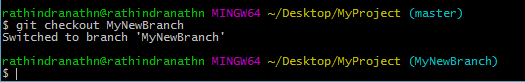 rathindranathn@rathindranathn MINGW64 ~/Desktop/MyProject (master)
$ git checkout MyNewBranch
Switched to branch 'MyNewBranch'
rathindranathn@rathindranathn MINGW64 ~/Desktop/MyProject (MyNewBranch)
$